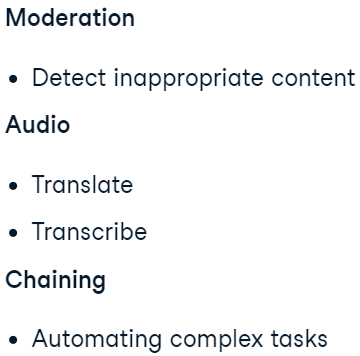 Moderation
• Detect inappropriate content
Audio
• Translate
• Transcribe
Chaining
• Automating complex tasks